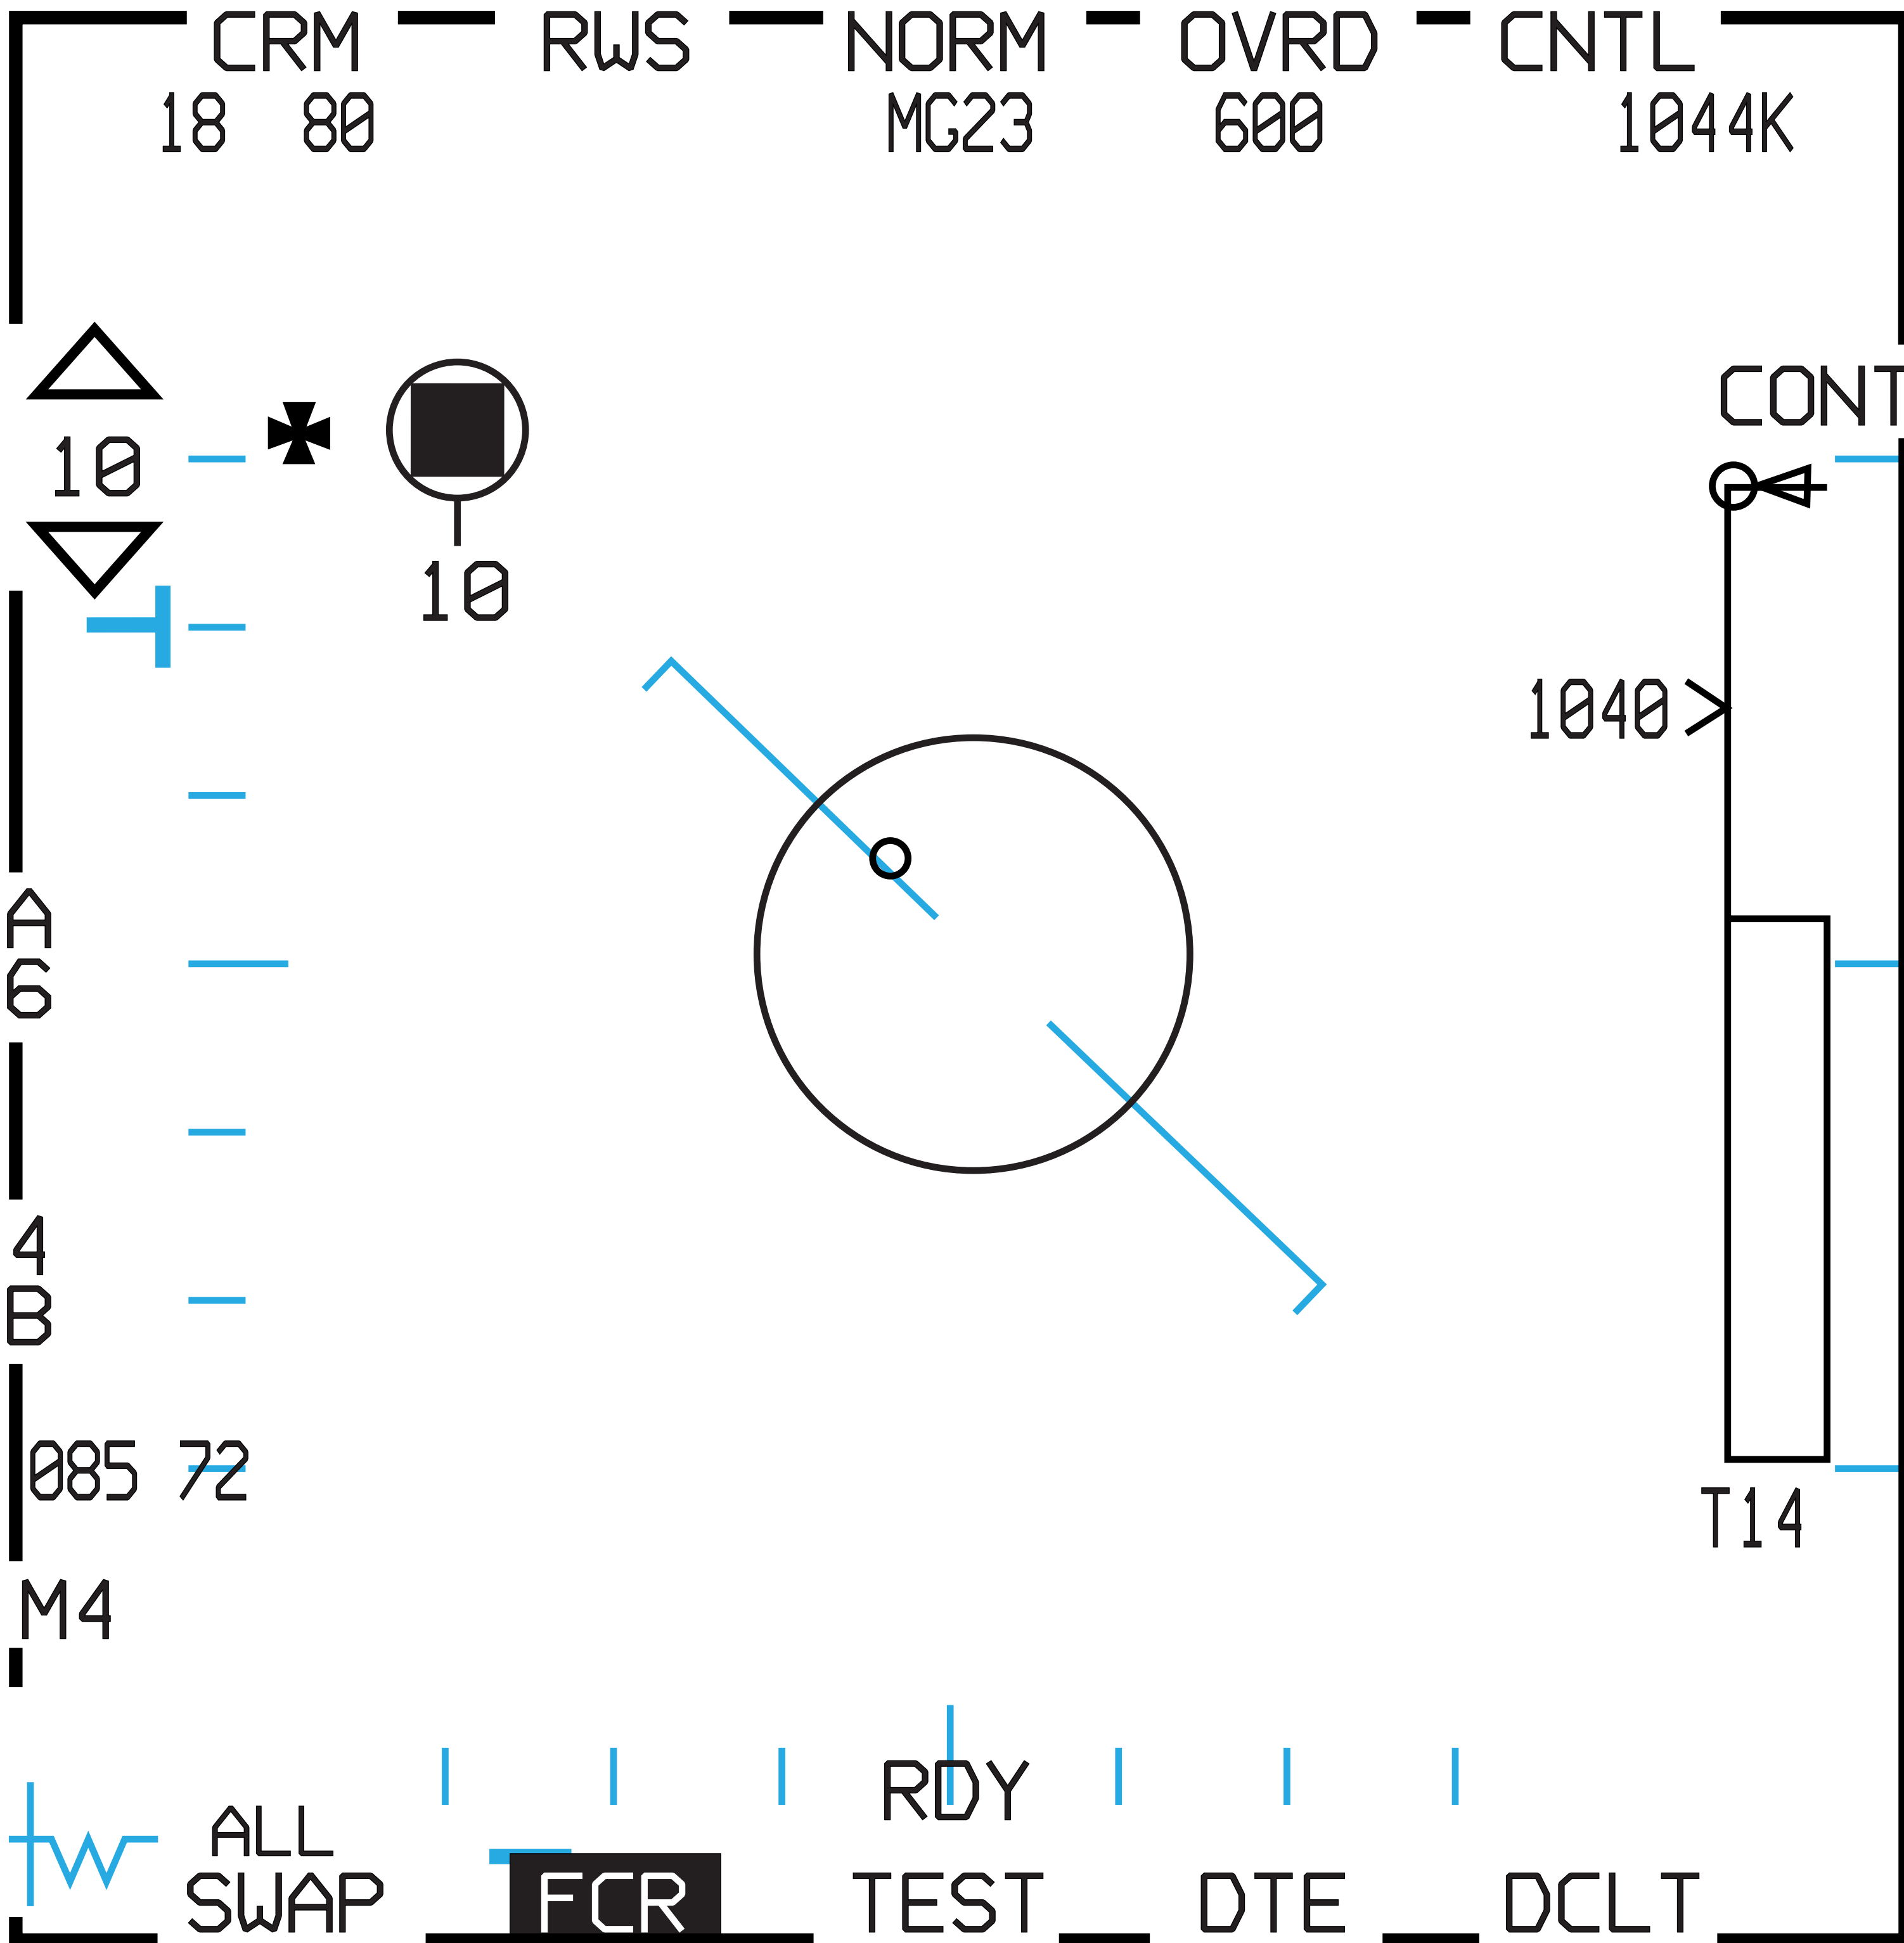 CRM RWS NORM OVRD CNTL
18 80 MG23 600 1044K
CONT
10
10
1040
A
6
4
B
085 72
T14
M4
RDY
ALL
SWAP FCR TEST DTE DCLT